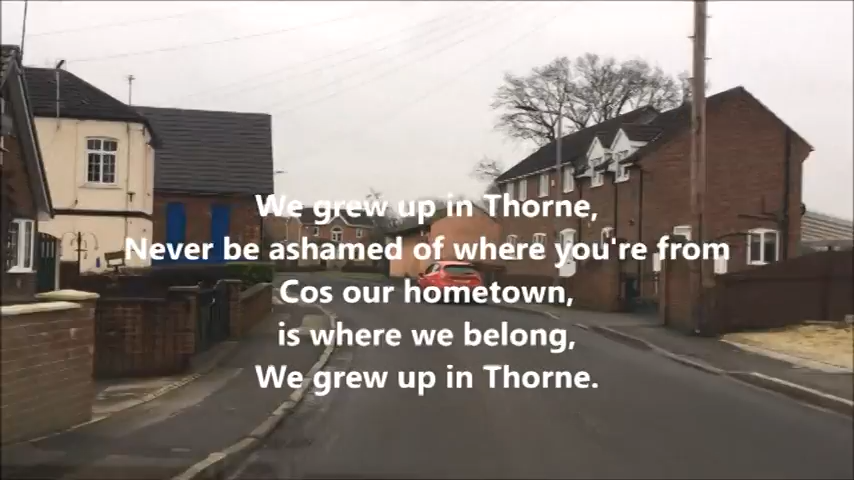 We grew up in Thorne,
Never be ashamed of where you're from
Cos our hometown,
is where we belong,
We grew up in Thorne.